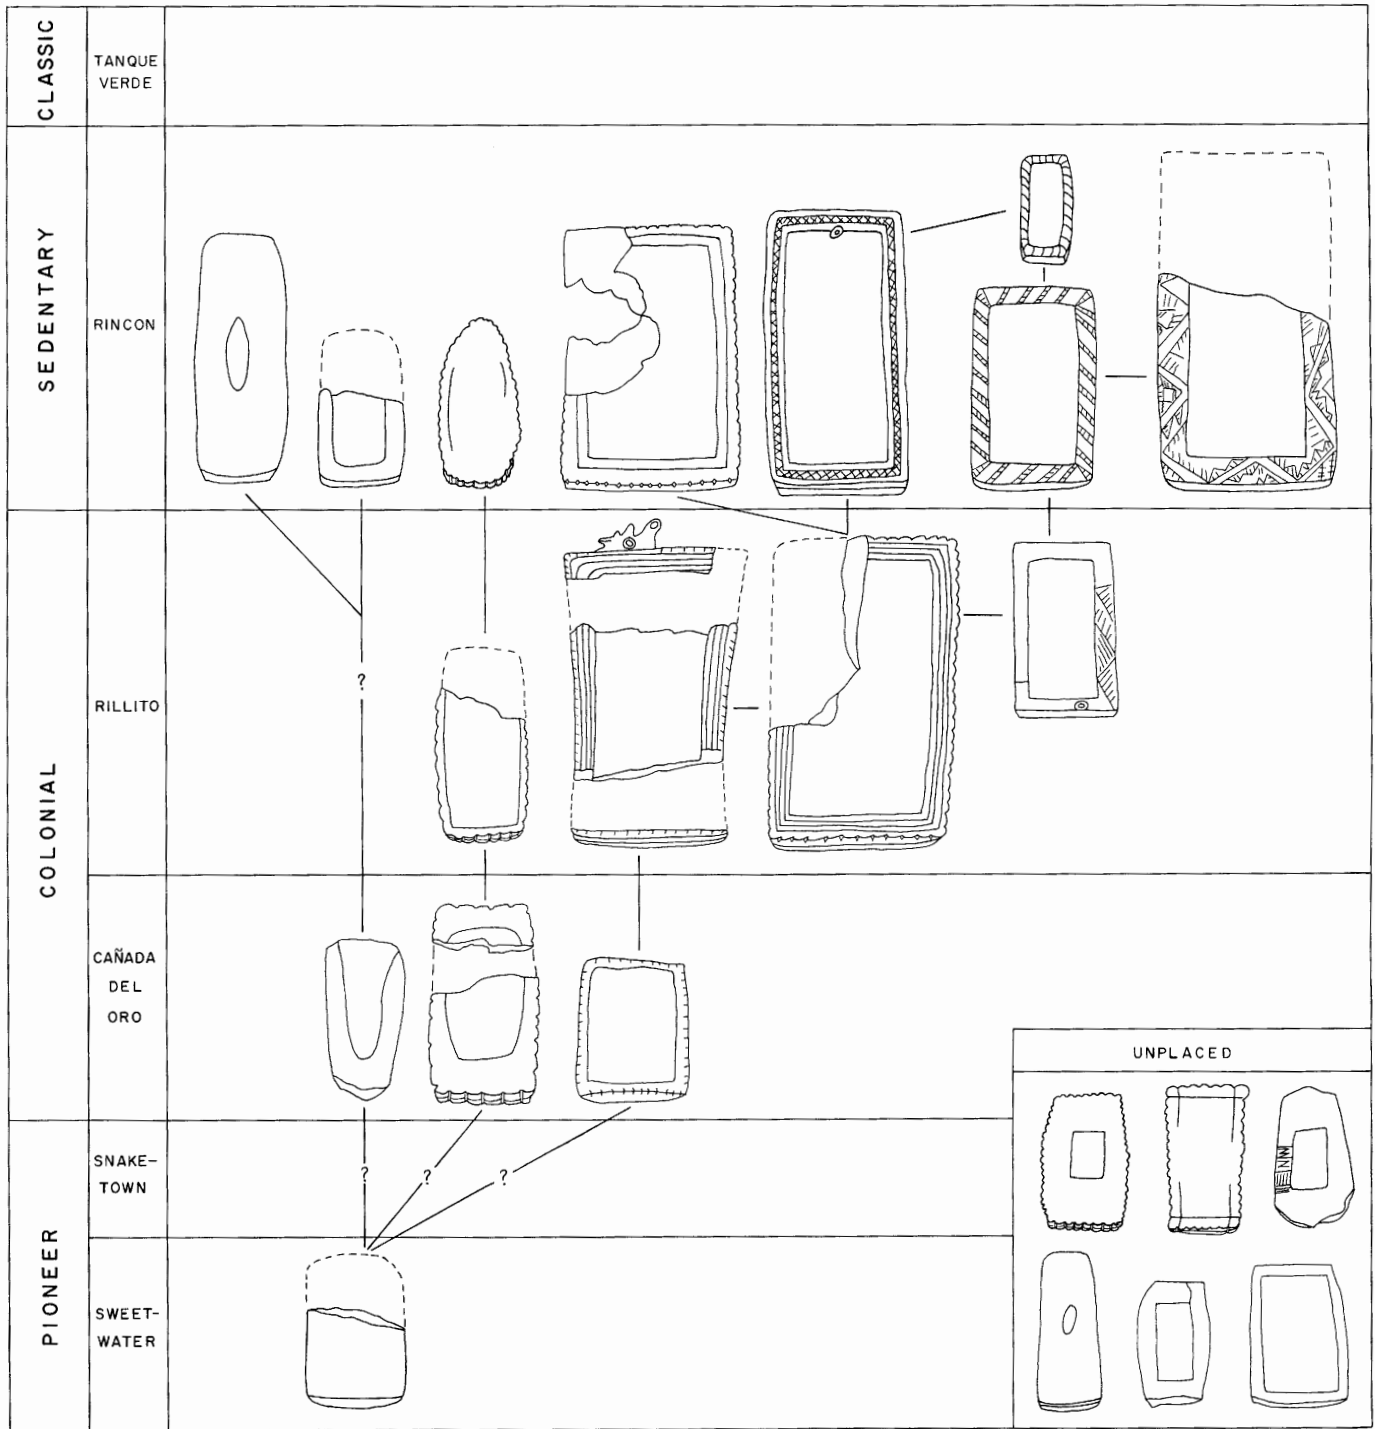 CLASSIC
TANQUE
VERDE
SEDENTARY
RINCON
COLONIAL
?
RILLITO
CAÑADA
DEL
ORO
UNPLACED
PIONEER
SNAKE-
TOWN
? ? ?
SWEET-
WATER